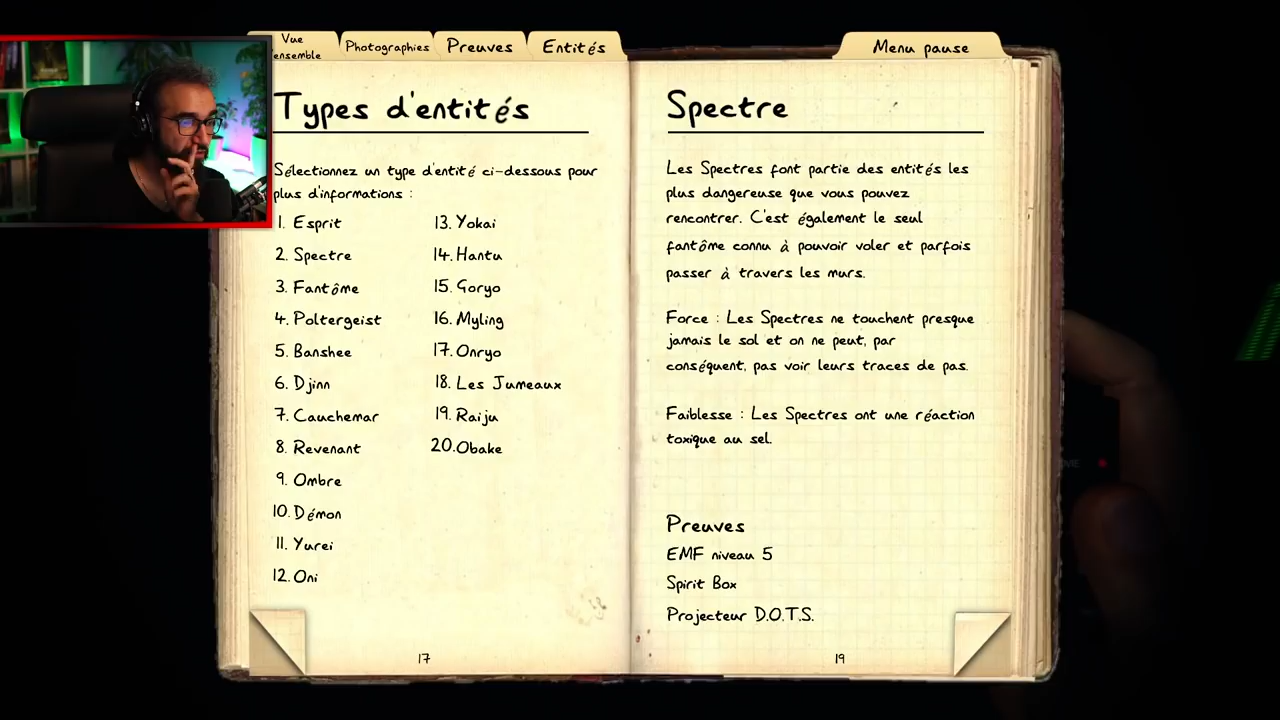 Vue
ensemble
Photographies
Preuves
Entités
Menu pause
Types d'entités
Sélectionnez un type d'entité ci-dessous pour
plus d'informations :
1. Esprit
2. Spectre
3. Fantôme
4. Poltergeist
5. Banshee
6. Djinn
7. Cauchemar
8. Revenant
9. Ombre
10. Démon
11. Yurei
12. Oni
13. Yokai
14. Hantu
15. Goryo
16. Myling
17. Onryo
18. Les Jumeaux
19. Raiju
20. Obake
17
Spectre
Les Spectres font partie des entités les
plus dangereuse que vous pouvez
rencontrer. C'est également le seul
fantôme connu à pouvoir voler et parfois
passer à travers les murs.
Force : Les Spectres ne touchent presque
jamais le sol et on ne peut, par
conséquent, pas voir leurs traces de pas.
Faiblesse : Les Spectres ont une réaction
toxique au sel.
Preuves
EMF niveau 5
Spirit Box
Projecteur D.O.T.S.
19